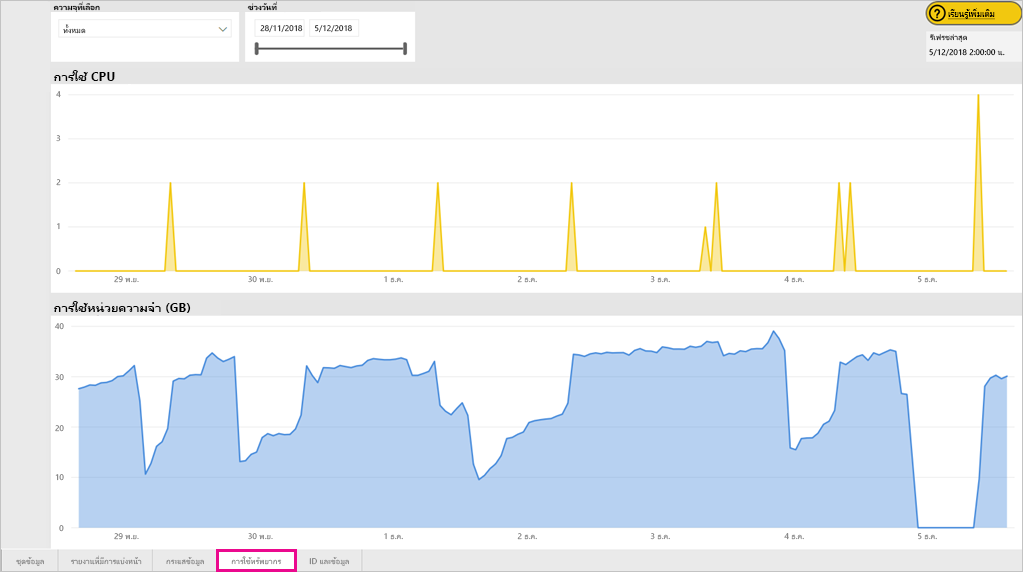 ความจุที่เลือก
ทั้งหมด
ช่วงวันที่
28/11/2018 5/12/2018
? เรียนรู้เพิ่มเติม
รีเฟรชล่าสุด
5/12/2018 2:00:00 น.
การใช้ CPU
4
3
2
1
0
29 พ.ย. 30 พ.ย. 1 ธ.ค. 2 ธ.ค. 3 ธ.ค. 4 ธ.ค. 5 ธ.ค.
การใช้หน่วยความจำ (GB)
40
30
20
10
0
29 พ.ย. 30 พ.ย. 1 ธ.ค. 2 ธ.ค. 3 ธ.ค. 4 ธ.ค. 5 ธ.ค.
ชุดข้อมูล รายงานที่มีการแบ่งหน้า กระแสข้อมูล การใช้ทรัพยากร ID และข้อมูล